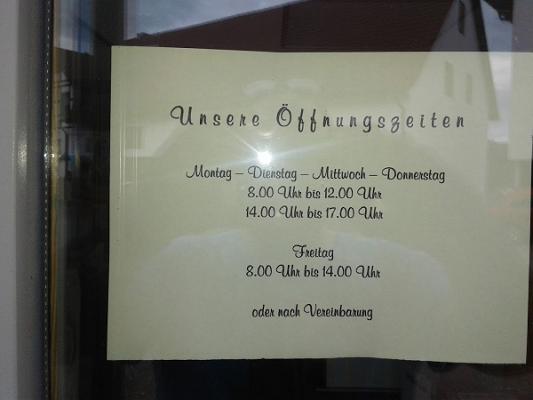 Unsere Öffnungszeiten
Montag – Dienstag – Mittwoch – Donnerstag
8.00 Uhr bis 12.00 Uhr
14.00 Uhr bis 17.00 Uhr
Freitag
8.00 Uhr bis 14.00 Uhr
oder nach Vereinbarung